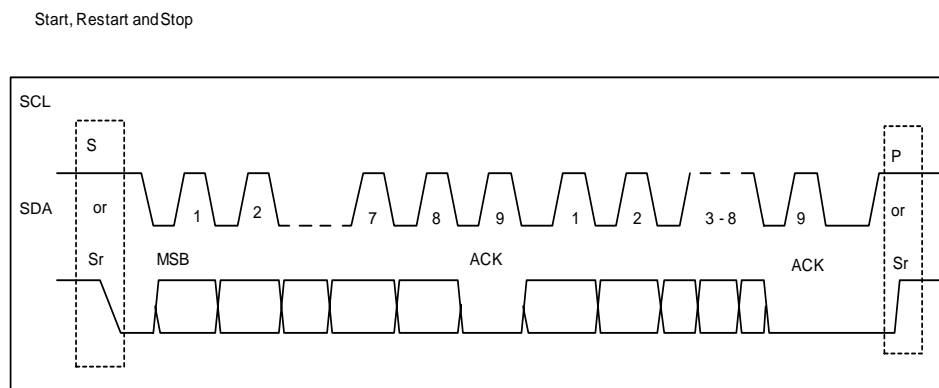 Start, Restart and Stop
SCL
S
P
SDA
or
or
1
2
7
8
9
1
2
3 - 8
9
Sr
MSB
ACK
ACK
Sr